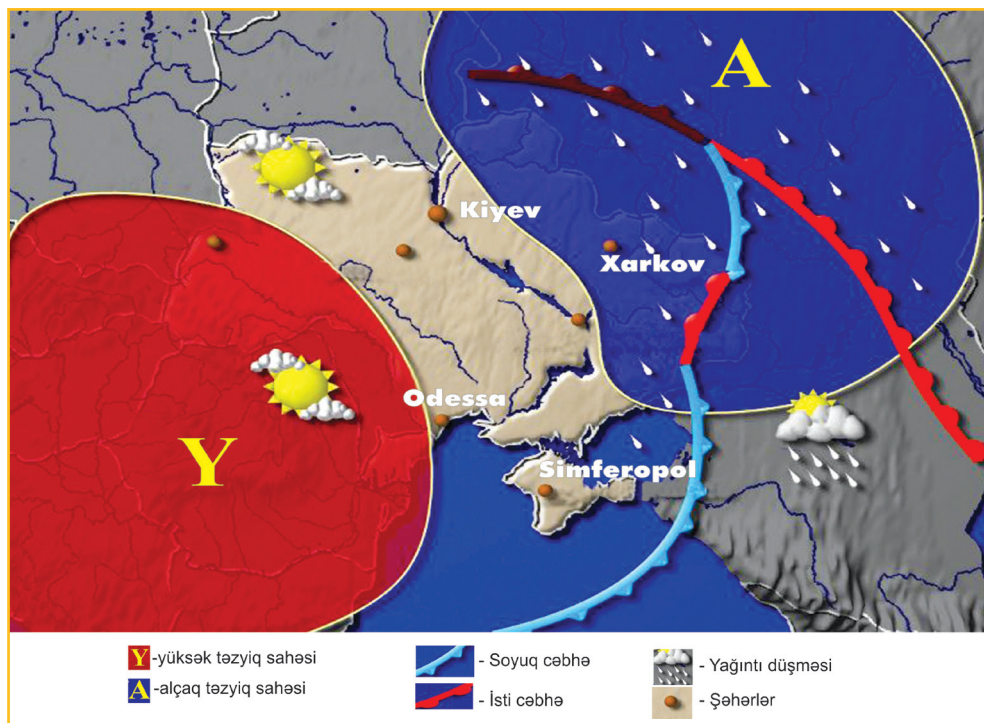 A
Kiyev
Xarkov
Odessa
Y
Simferopol
Y -yüksək təzyiq sahəsi
A -alçaq təzyiq sahəsi
- Soyuq cəbhə
- İsti cəbhə
- Yağıntı düşməsi
- Şəhərlər